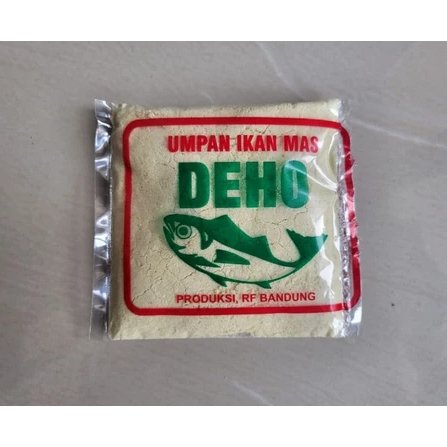 UMPAN IKAN MAS
DEHO
PRODUKSI, RF BANDUNG